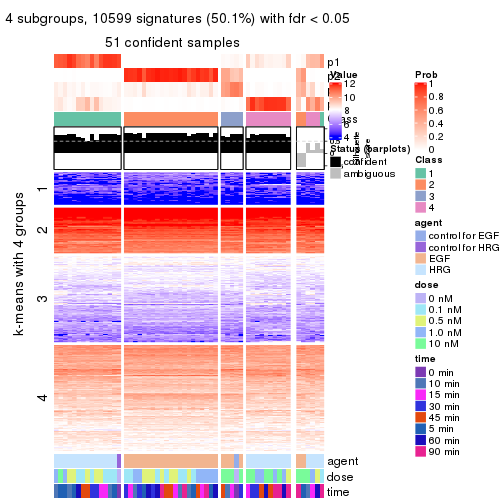 4 subgroups, 10599 signatures (50.1%) with fdr < 0.05
51 confident samples
p1
p2
Value
12
10
8
6
4
Status (barplots)
confident
ambiguous
k-means with 4 groups
1
2
3
4
agent
dose
time
Prob
1
0.8
0.6
0.4
0.2
0
Class
1
2
3
4
agent
control for EGF
control for HRG
EGF
HRG
dose
0 nM
0.1 nM
0.5 nM
1.0 nM
10 nM
time
0 min
10 min
15 min
30 min
45 min
5 min
60 min
90 min